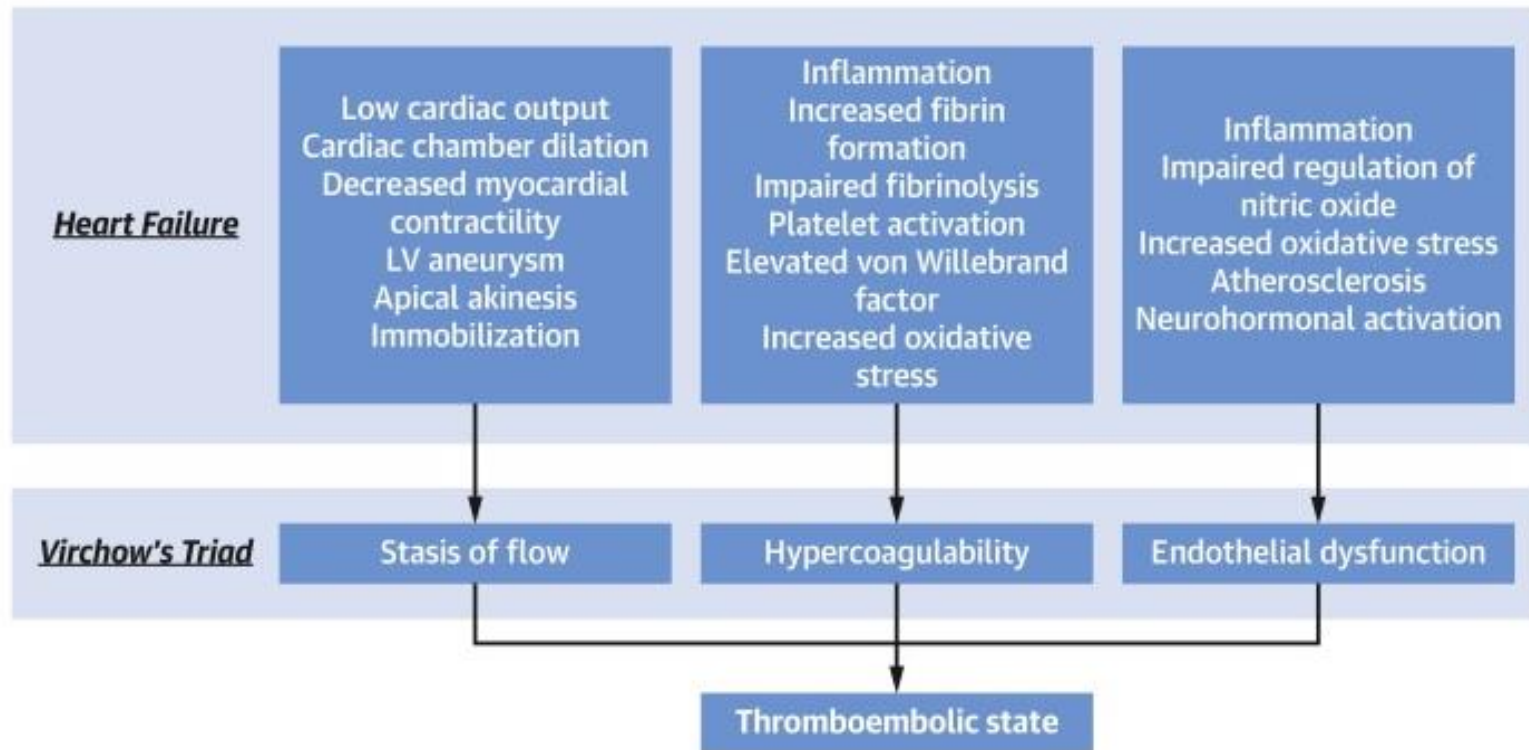 Heart Failure
Low cardiac output
Cardiac chamber dilation
Decreased myocardial
contractility
LV aneurysm
Apical akinesis
Immobilization
Inflammation
Increased fibrin
formation
Impaired fibrinolysis
Platelet activation
Elevated von Willebrand
factor
Increased oxidative
stress
Inflammation
Impaired regulation of
nitric oxide
Increased oxidative stress
Atherosclerosis
Neurohormonal activation
Virchow's Triad
Stasis of flow
Hypercoagulability
Endothelial dysfunction
Thromboembolic state